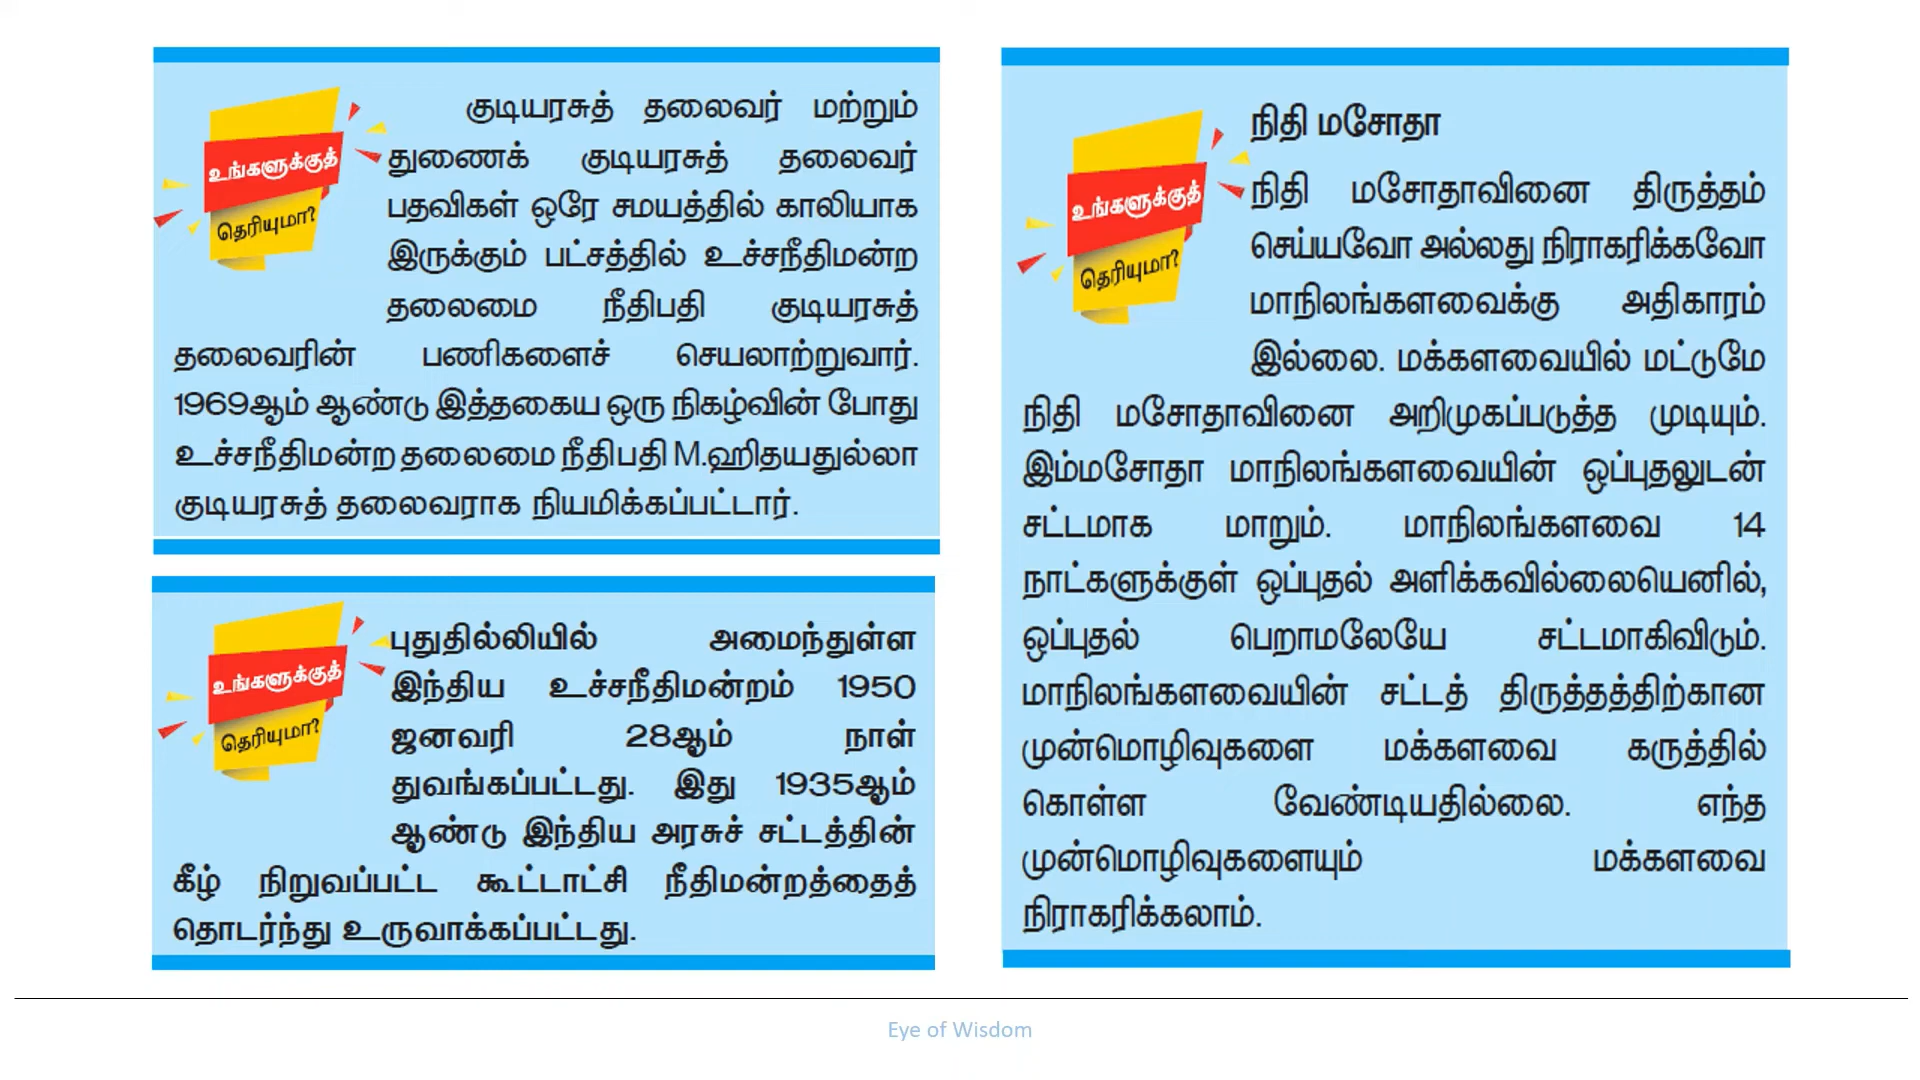 உங்களுக்குத்
தெரியுமா?
குடியரசுத் தலைவர் மற்றும்
துணைக் குடியரசுத் தலைவர்
பதவிகள் ஒரே சமயத்தில் காலியாக
இருக்கும் பட்சத்தில் உச்சநீதிமன்ற
தலைமை நீதிபதி குடியரசுத்
தலைவரின் பணிகளைச் செயலாற்றுவார்.
1969ஆம் ஆண்டு இத்தகைய ஒரு நிகழ்வின் போது
உச்சநீதிமன்ற தலைமை நீதிபதி M.ஹிதயதுல்லா
குடியரசுத் தலைவராக நியமிக்கப்பட்டார்.
உங்களுக்குத்
தெரியுமா?
புதுதில்லியில் அமைந்துள்ள
இந்திய உச்சநீதிமன்றம் 1950
ஜனவரி 28ஆம் நாள்
துவங்கப்பட்டது. இது 1935ஆம்
ஆண்டு இந்திய அரசுச் சட்டத்தின்
கீழ் நிறுவப்பட்ட கூட்டாட்சி நீதிமன்றத்தைத்
தொடர்ந்து உருவாக்கப்பட்டது.
உங்களுக்குத்
தெரியுமா?
நிதி மசோதா
நிதி மசோதாவினை திருத்தம்
செய்யவோ அல்லது நிராகரிக்கவோ
மாநிலங்களவைக்கு அதிகாரம்
இல்லை. மக்களவையில் மட்டுமே
நிதி மசோதாவினை அறிமுகப்படுத்த முடியும்.
இம்மசோதா மாநிலங்களவையின் ஒப்புதலுடன்
சட்டமாக மாறும். மாநிலங்களவை 14
நாட்களுக்குள் ஒப்புதல் அளிக்கவில்லையெனில்,
ஒப்புதல் பெறாமலேயே சட்டமாகிவிடும்.
மாநிலங்களவையின் சட்டத் திருத்தத்திற்கான
முன்மொழிவுகளை மக்களவை கருத்தில்
கொள்ள வேண்டியதில்லை. எந்த
முன்மொழிவுகளையும் மக்களவை
நிராகரிக்கலாம்.
Eye of Wisdom